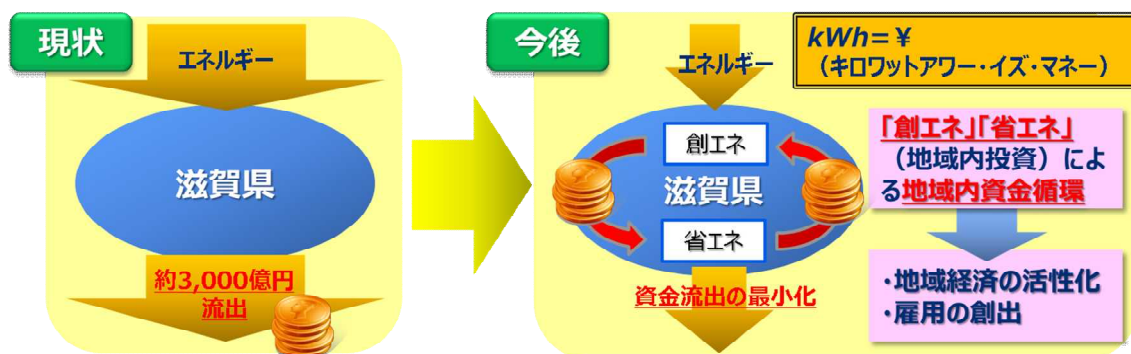 現状
エネルギー
滋賀県
約3,000億円
流出
今後
エネルギー
kWh=¥
（キロワットアワー・イズ・マネー）
創エネ
滋賀県
省エネ
資金流出の最小化
「創エネ」「省エネ」
（地域内投資）によ
る地域内資金循環
・地域経済の活性化
・雇用の創出